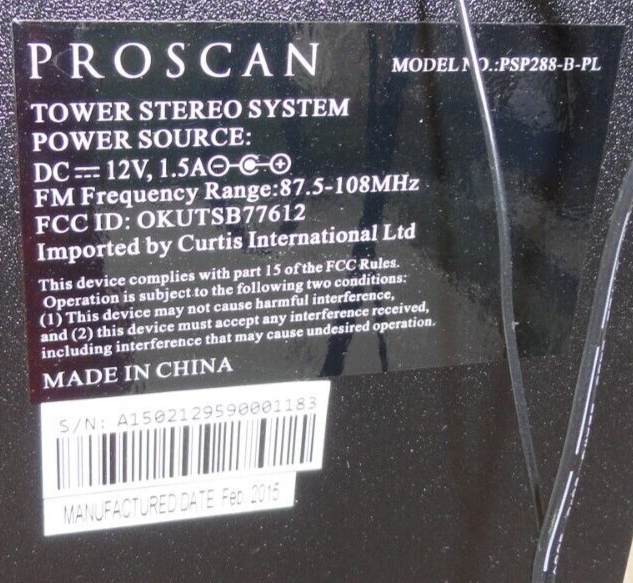 PROSCAN
MODEL NO.:PSP288-B-PL
TOWER STEREO SYSTEM
POWER SOURCE:
DC⎓12V, 1.5A
FM Frequency Range:87.5-108MHz
FCC ID: OKUTSB77612
Imported by Curtis International Ltd
This device complies with part 15 of the FCC Rules.
Operation is subject to the following two conditions:
(1) This device may not cause harmful interference,
and (2) this device must accept any interference received,
including interference that may cause undesired operation.
MADE IN CHINA
S/N: A1502129590001183
MANUFACTURED DATE Feb 2015